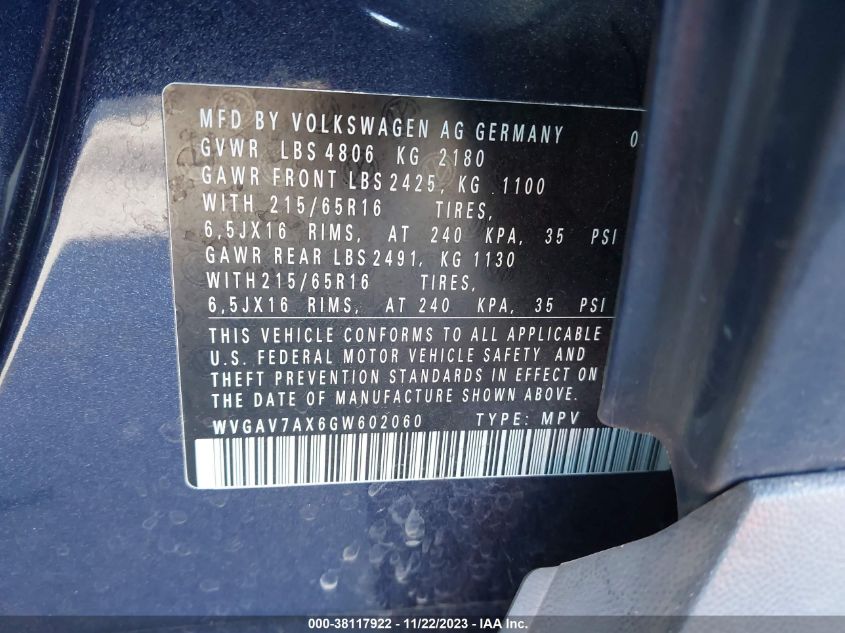 MFD BY VOLKSWAGEN AG GERMANY 0
GVWR LBS 4806 KG 2180
GAWR FRONT LBS 2425, KG 1100
WITH 215/65R16 TIRES,
6,5JX16 RIMS, AT 240 KPA, 35 PSI
GAWR REAR LBS 2491, KG 1130
WITH 215/65R16 TIRES,
6,5JX16 RIMS, AT 240 KPA, 35 PSI
THIS VEHICLE CONFORMS TO ALL APPLICABLE
U.S. FEDERAL MOTOR VEHICLE SAFETY AND
THEFT PREVENTION STANDARDS IN EFFECT ON
THE DATE OF MANUFACTURE SHOWN ABOVE.
WVGAV7AX6GW602060 TYPE: MPV
000-38117922 - 11/22/2023 - IAA Inc.